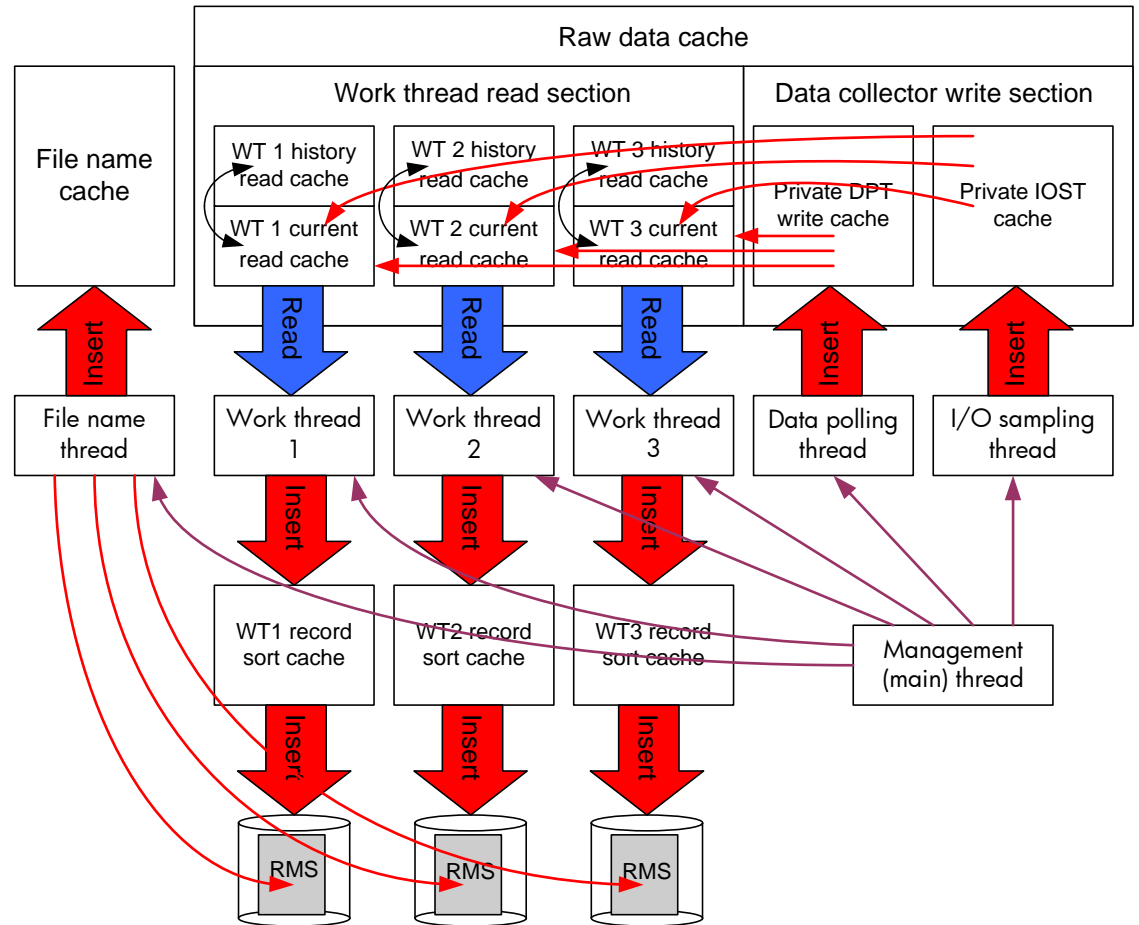 Raw data cache
File name
cache
Work thread read section
Data collector write section
WT 1 history
read cache
WT 2 history
read cache
WT 3 history
read cache
WT 1 current
read cache
WT 2 current
read cache
WT 3 current
read cache
Private DPT
write cache
Private IOST
cache
Insert
Read
Read
Read
Insert
Insert
File name
thread
Work thread
1
Work thread
2
Work thread
3
Data polling
thread
I/O sampling
thread
Insert
Insert
Insert
WT1 record
sort cache
WT2 record
sort cache
WT3 record
sort cache
Management
(main) thread
Insert
Insert
Insert
RMS
RMS
RMS